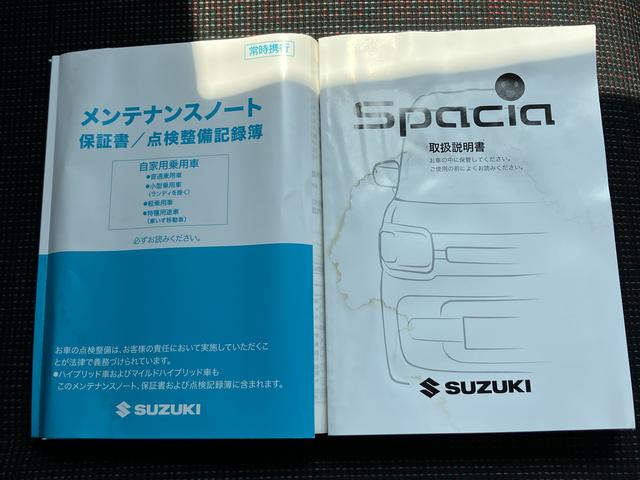 常時携行
メンテナンスノート
保証書／点検整備記録簿
自家用乗用車
●普通乗用車
●小型乗用車
(ランディを除く)
●軽乗用車
●特種用途車
(車いす移動車)
必ずお読みください。
お車の点検整備は、お客様の責任において実施していただくこ
とが法律で義務づけられています。
●ハイブリッド車およびマイルドハイブリッド車も
このメンテナンスノート、保証書および点検記録簿に含まれます。
SUZUKI
Spacia
取扱説明書
お車の中に保管してください。
ご使用の前によくお読みください。
SUZUKI